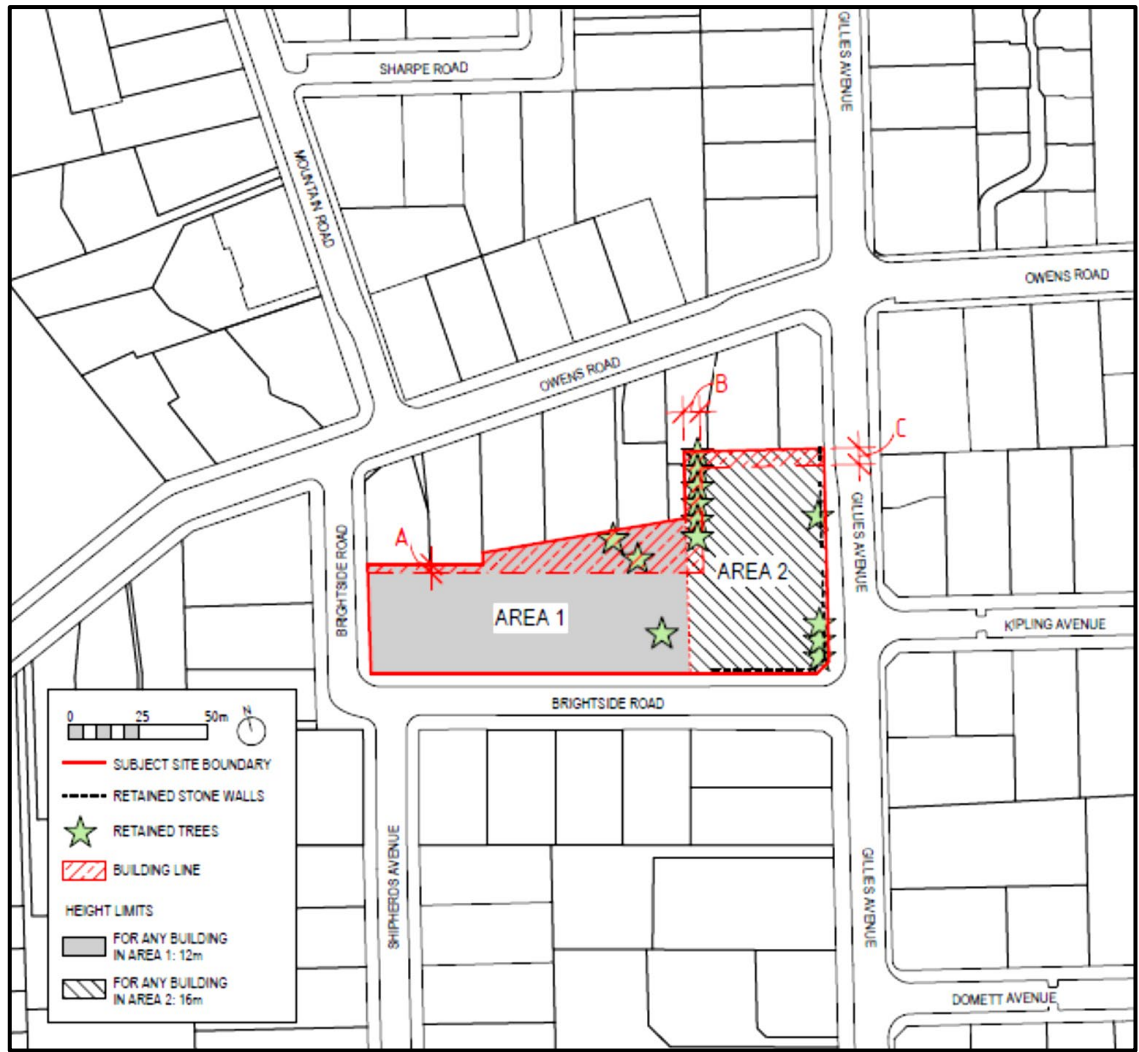 SHARPE ROAD
GILLIES AVENUE
MOUNTAIN ROAD
OWENS ROAD
OWENS ROAD
B
C
A
GILLIES AVENUE
BRIGHTSIDE ROAD
AREA 2
AREA 1
KIPLING AVENUE
BRIGHTSIDE ROAD
0 25 50m
N
SUBJECT SITE BOUNDARY
RETAINED STONE WALLS
RETAINED TREES
BUILDING LINE
HEIGHT LIMITS
FOR ANY BUILDING
IN AREA 1: 12m
FOR ANY BUILDING
IN AREA 2: 16m
SHIPHERDS AVENUE
GILLIES AVENUE
DOMETT AVENUE